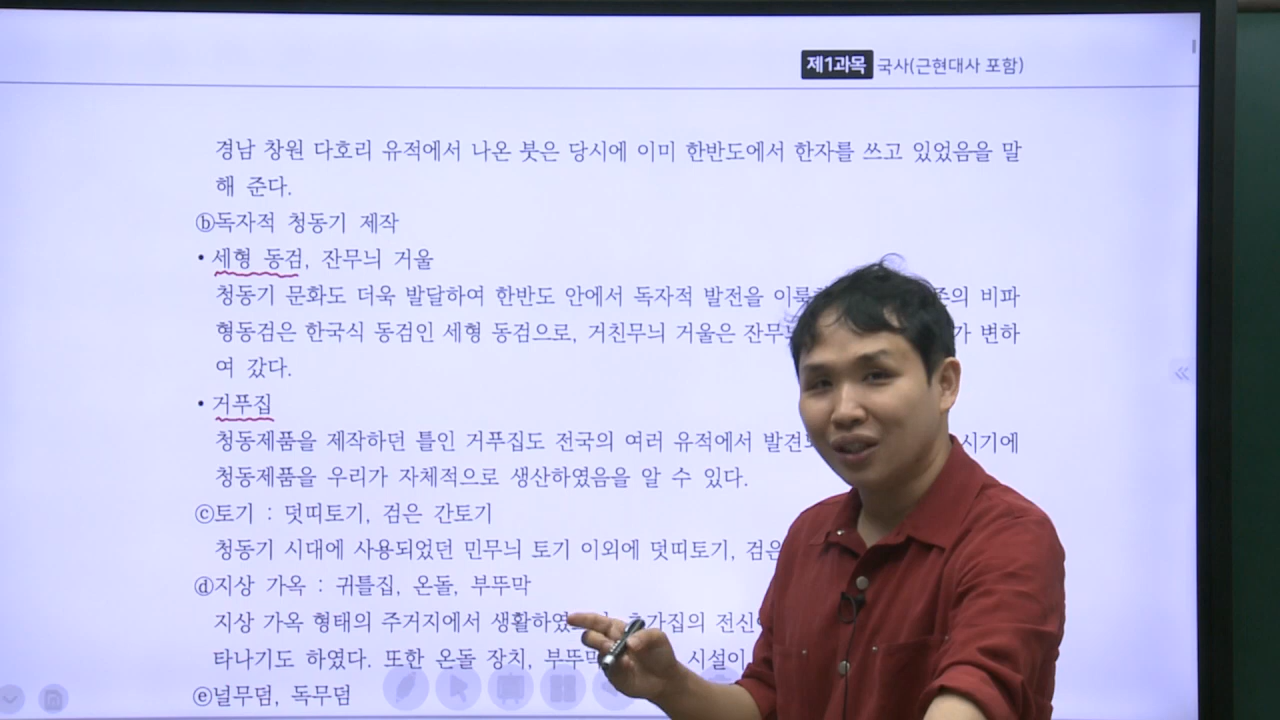 제1과목 국사(근현대사 포함)
경남 창원 다호리 유적에서 나온 붓은 당시에 이미 한반도에서 한자를 쓰고 있었음을 말
해 준다.
ⓑ독자적 청동기 제작
• 세형 동검, 잔무늬 거울
청동기 문화도 더욱 발달하여 한반도 안에서 독자적 발전을 의 비파
형동검은 한국식 동검인 세형 동검으로, 거친무늬 거울은 변하
여 갔다.
• 거푸집
청동제품을 제작하던 틀인 거푸집도 전국의 여러 유적에서 시기에
청동제품을 우리가 자체적으로 생산하였음을 알 수 있다.
ⓒ토기 : 덧띠토기, 검은 간토기
청동기 시대에 사용되었던 민무늬 토기 이외에 덧띠토기, 검은
ⓓ지상 가옥 : 귀틀집, 온돌, 부뚜막
지상 가옥 형태의 주거지에서 전신
타나기도 하였다. 또한 온돌 장치, 시설이
ⓔ널무덤, 독무덤